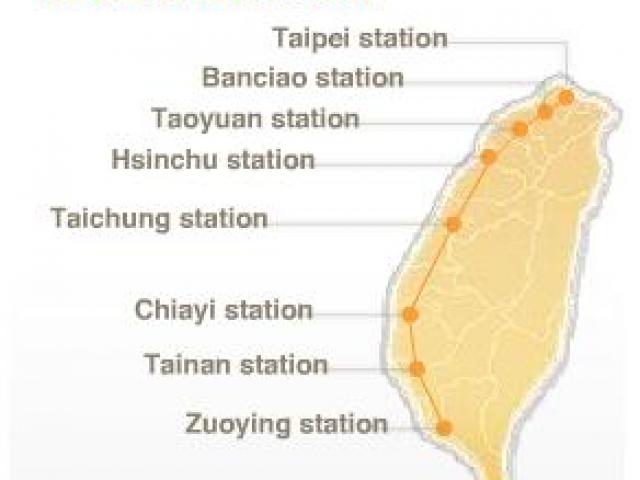 Taipei station
Banciao station
Taoyuan station
Hsinchu station
Taichung station
Chiayi station
Tainan station
Zuoying station